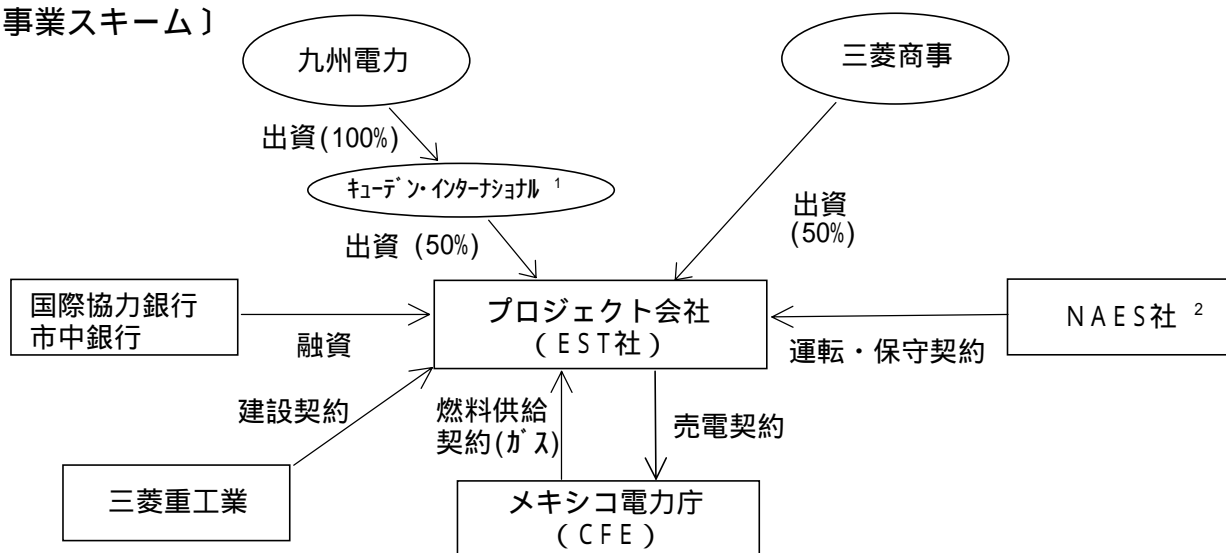 事業スキーム〕
九州電力
三菱商事
出資(100%)
ｷｭｰﾃﾞﾝ・ｲﾝﾀｰﾅｼｮﾅﾙ 1
出資
(50%)
出資 (50%)
国際協力銀行
市中銀行
融資
プロジェクト会社
（EST社）
NAES社 2
運転・保守契約
建設契約
燃料供給
契約(ｶﾞｽ)
売電契約
三菱重工業
メキシコ電力庁
（CFE）